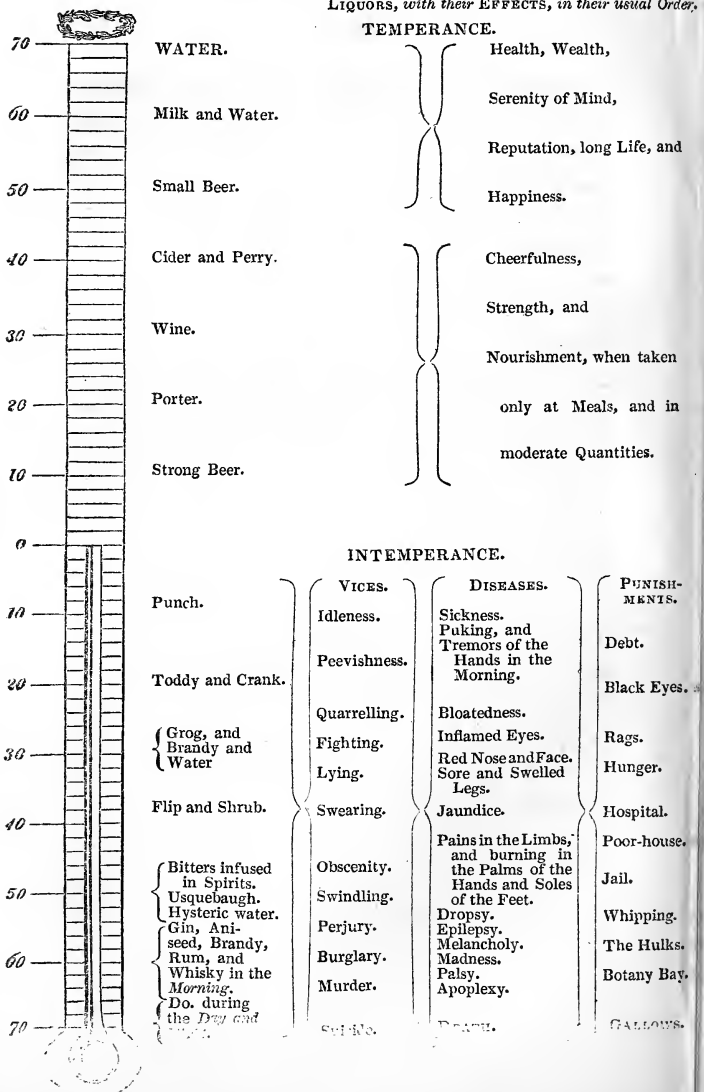 LIQUORS, with their EFFECTS, in their usual Order.
TEMPERANCE.
70
WATER.
Health, Wealth,
60
Milk and Water.
Serenity of Mind,
Reputation, long Life, and
50
Small Beer.
Happiness.
40
Cider and Perry.
Cheerfulness,
Strength, and
30
Wine.
Nourishment, when taken
20
Porter.
only at Meals, and in
moderate Quantities.
10
Strong Beer.
0
INTEMPERANCE.
10
20
30
40
50
60
70
Punch.
Toddy and Crank.
Grog, and
Brandy and
Water
Flip and Shrub.
Bitters infused
in Spirits.
Usquebaugh.
Hysteric water.
Gin, Ani-
seed, Brandy,
Rum, and
Whisky in the
Morning.
Do. during
the Day and
VICES.
Idleness.
Peevishness.
Quarrelling.
Fighting.
Lying.
Swearing.
Obscenity.
Swindling.
Perjury.
Burglary.
Murder.
Suicide.
DISEASES.
Sickness.
Puking, and
Tremors of the
Hands in the
Morning.
Bloatedness.
Inflamed Eyes.
Red Nose and Face.
Sore and Swelled
Legs.
Jaundice.
Pains in the Limbs,
and burning in
the Palms of the
Hands and Soles
of the Feet.
Dropsy.
Epilepsy.
Melancholy.
Madness.
Palsy.
Apoplexy.
DEATH.
PUNISH-
MENTS.
Debt.
Black Eyes.
Rags.
Hunger.
Hospital.
Poor-house.
Jail.
Whipping.
The Hulks.
Botany Bay.
GALLOWS.